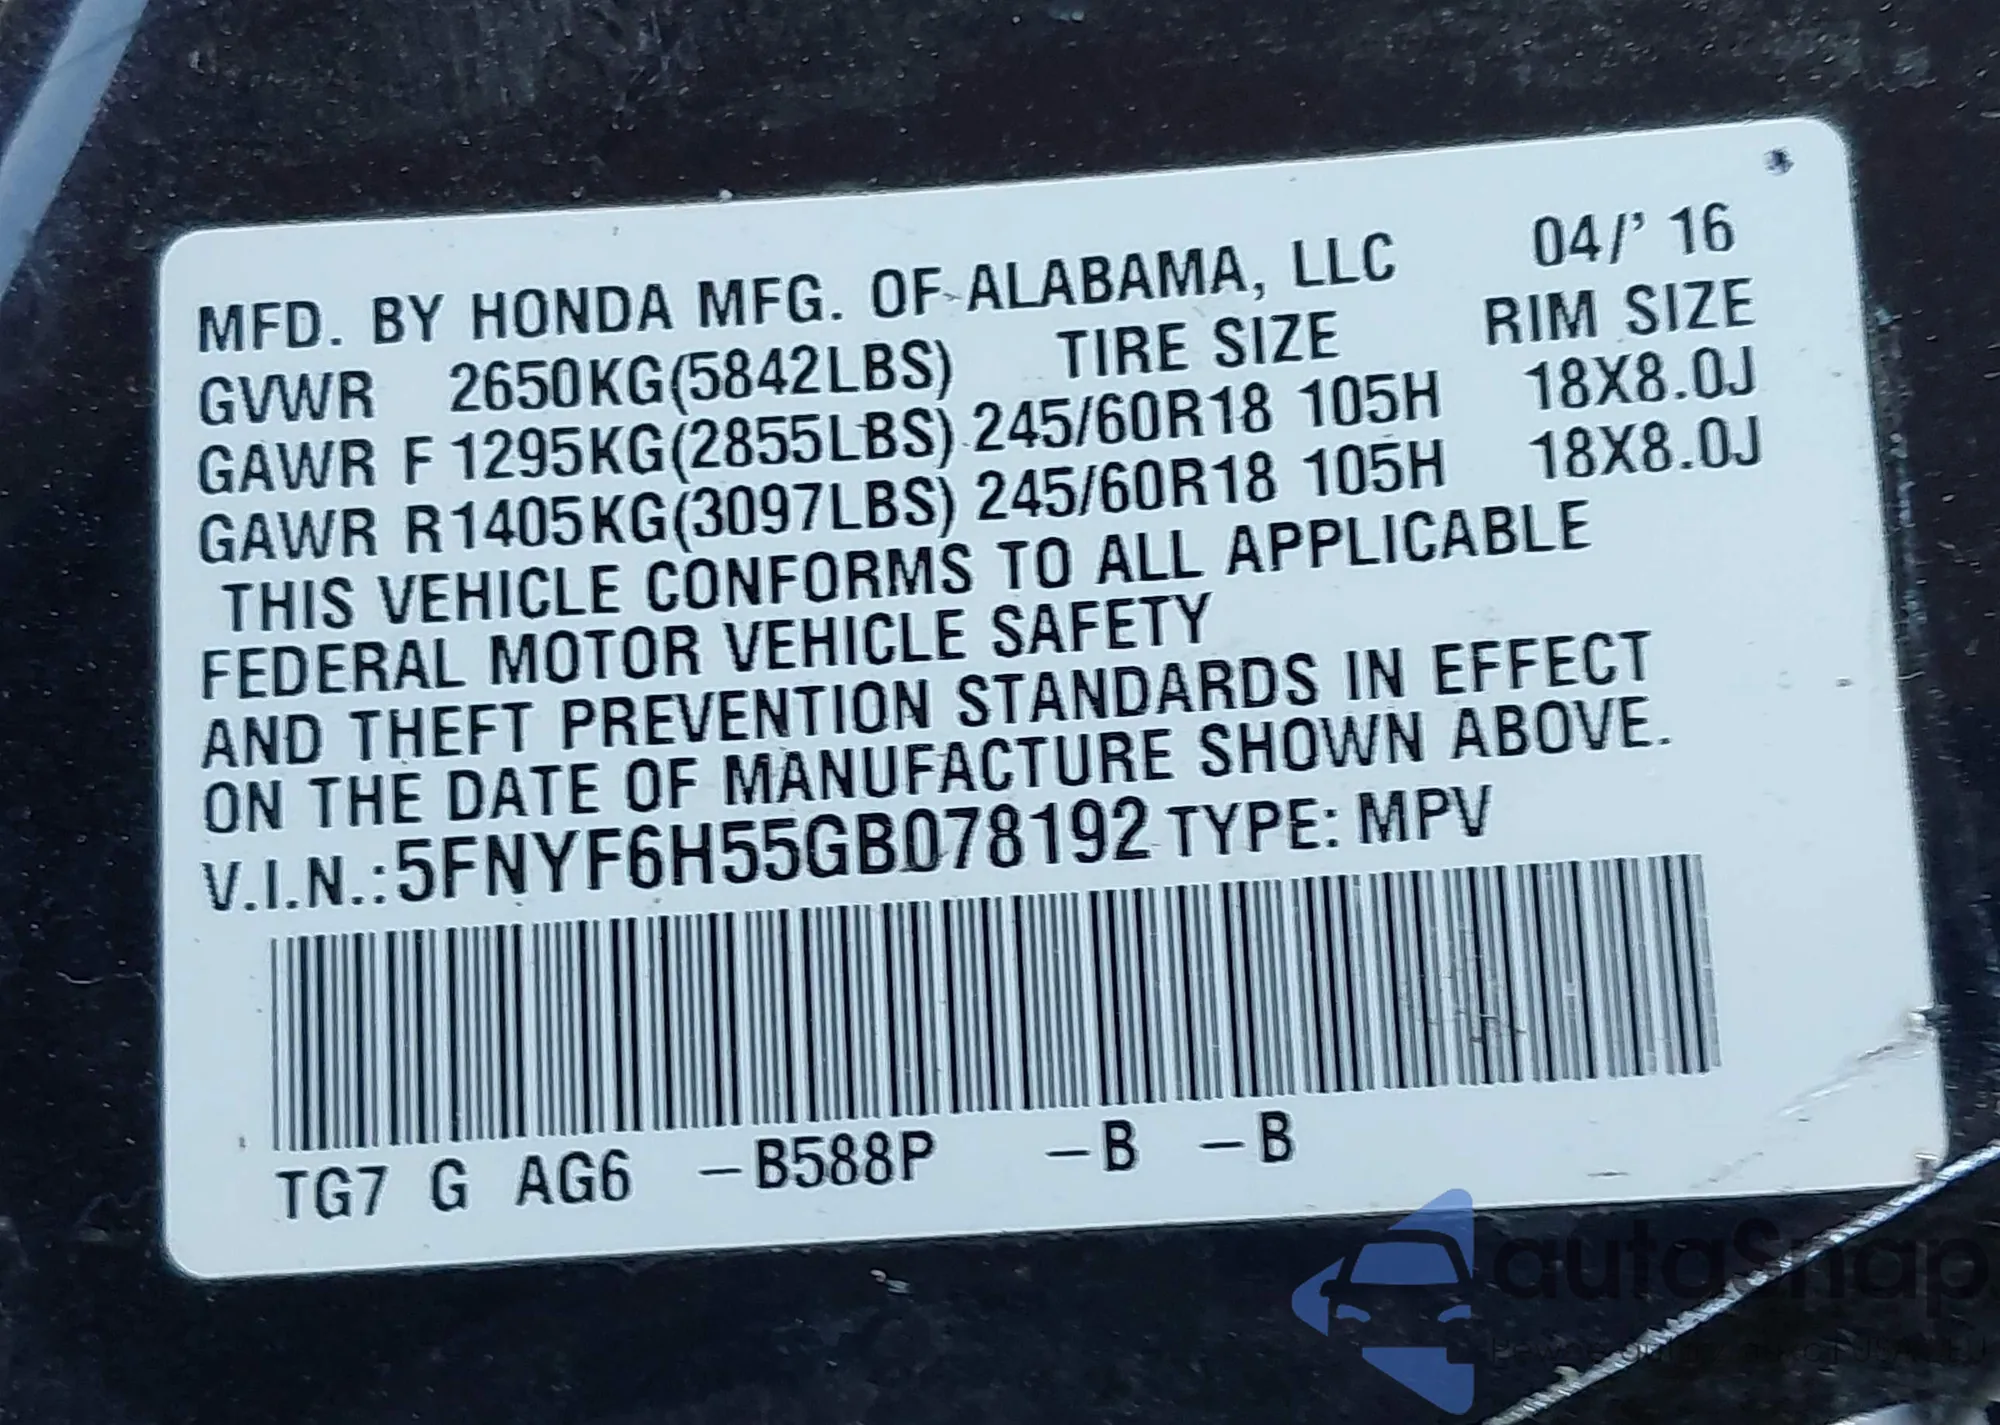 MFD. BY HONDA MFG. OF ALABAMA, LLC 04/' 16
GVWR 2650KG(5842LBS) TIRE SIZE RIM SIZE
GAWR F 1295KG(2855LBS) 245/60R18 105H 18X8.0J
GAWR R1405KG(3097LBS) 245/60R18 105H 18X8.0J
THIS VEHICLE CONFORMS TO ALL APPLICABLE
FEDERAL MOTOR VEHICLE SAFETY
AND THEFT PREVENTION STANDARDS IN EFFECT
ON THE DATE OF MANUFACTURE SHOWN ABOVE.
V.I.N.:5FNYF6H55GB078192 TYPE: MPV
TG7 G AG6 –B588P –B –B
autoSnap